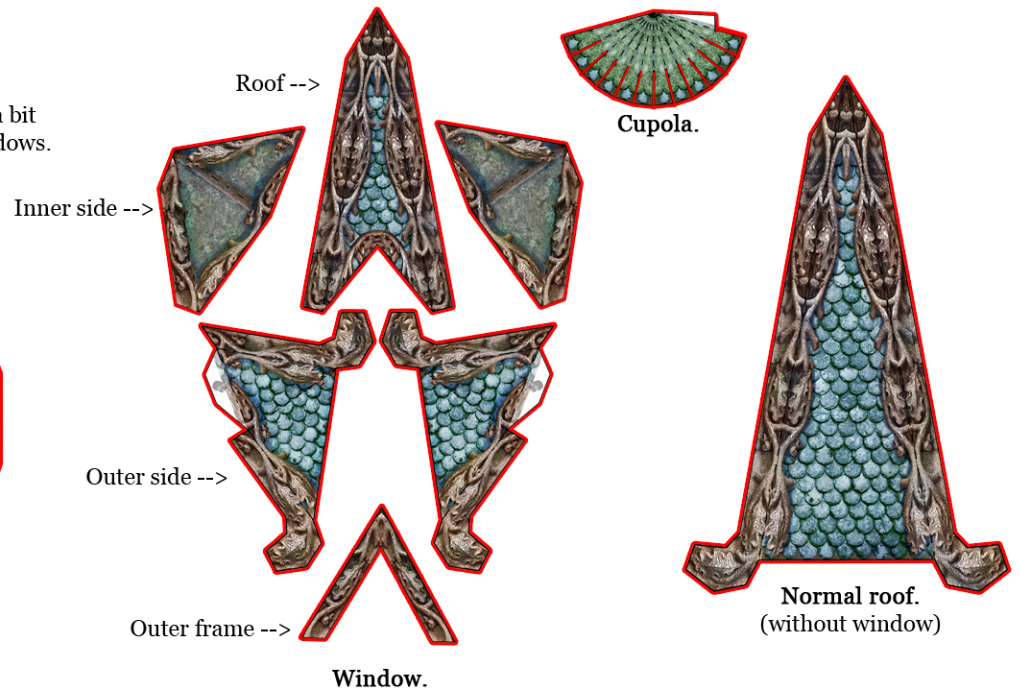 Roof -->
Cupola.
bit
dows.
Inner side -->
Outer side -->
Outer frame -->
Window.
Normal roof.
(without window)